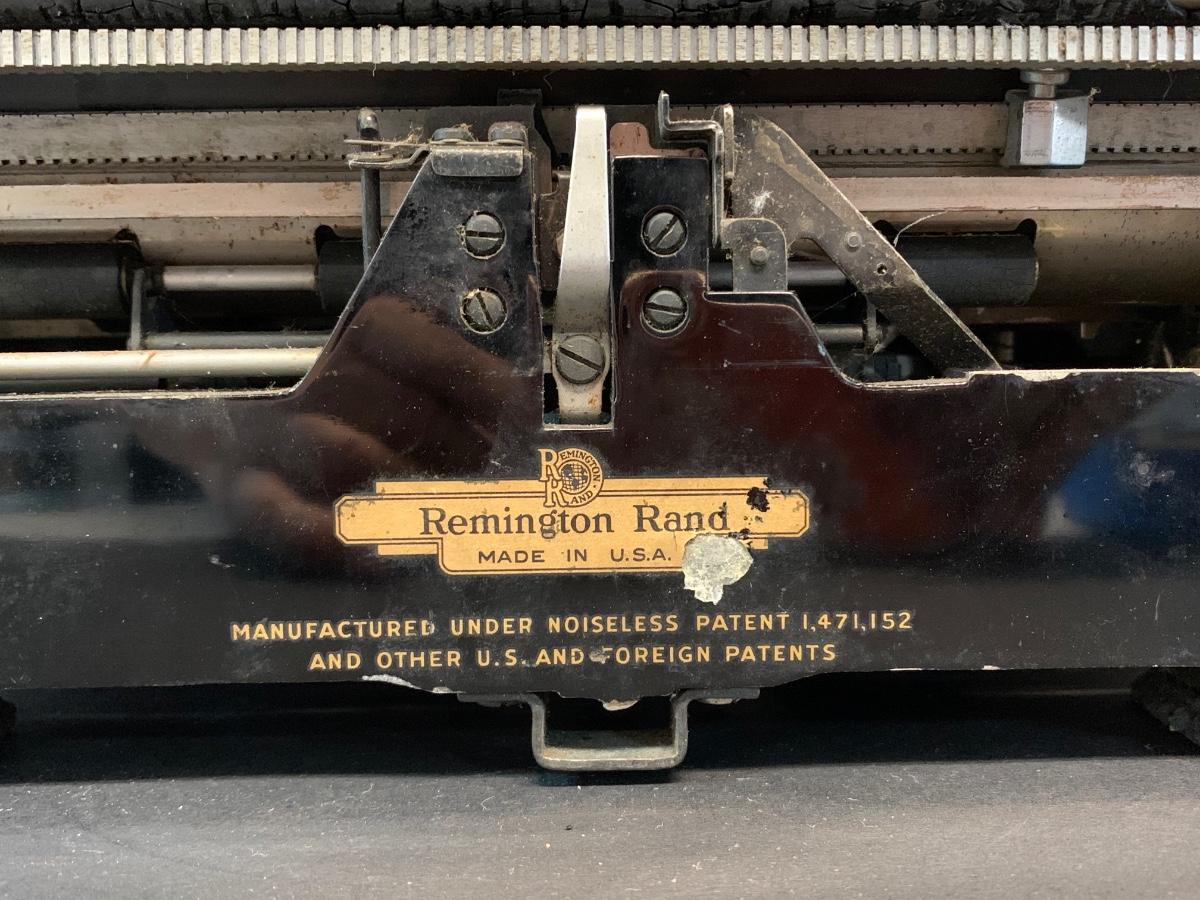 REMINGTON RAND
Remington Rand
MADE IN U.S.A.
MANUFACTURED UNDER NOISELESS PATENT 1,471,152
AND OTHER U.S. AND FOREIGN PATENTS